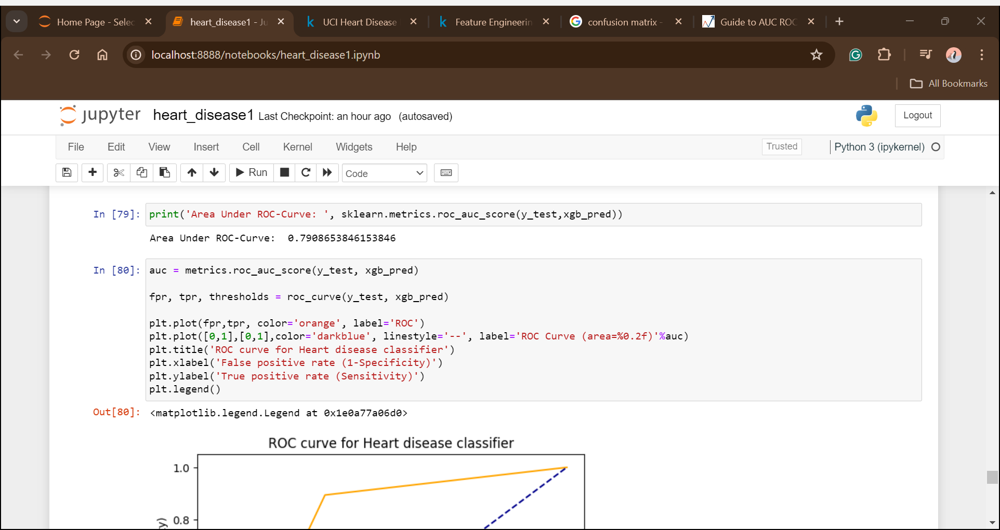 Home Page - Selec
heart_disease1 - Ju
UCI Heart Disease
Feature Engineerin
confusion matrix -
Guide to AUC ROC
localhost:8888/notebooks/heart_disease1.ipynb
All Bookmarks
jupyter heart_disease1 Last Checkpoint: an hour ago (autosaved)
Logout
File Edit View Insert Cell Kernel Widgets Help
Trusted
Python 3 (ipykernel)
Run
Code
In [79]: print('Area Under ROC-Curve: ', sklearn.metrics.roc_auc_score(y_test,xgb_pred))
Area Under ROC-Curve:  0.7908653846153846
In [80]: auc = metrics.roc_auc_score(y_test, xgb_pred)
fpr, tpr, thresholds = roc_curve(y_test, xgb_pred)
plt.plot(fpr,tpr, color='orange', label='ROC')
plt.plot([0,1],[0,1],color='darkblue', linestyle='--', label='ROC Curve (area=%0.2f)'%auc)
plt.title('ROC curve for Heart disease classifier')
plt.xlabel('False positive rate (1-Specificity)')
plt.ylabel('True positive rate (Sensitivity)')
plt.legend()
Out[80]: <matplotlib.legend.Legend at 0x1e0a77a06d0>
ROC curve for Heart disease classifier
1.0
0.8